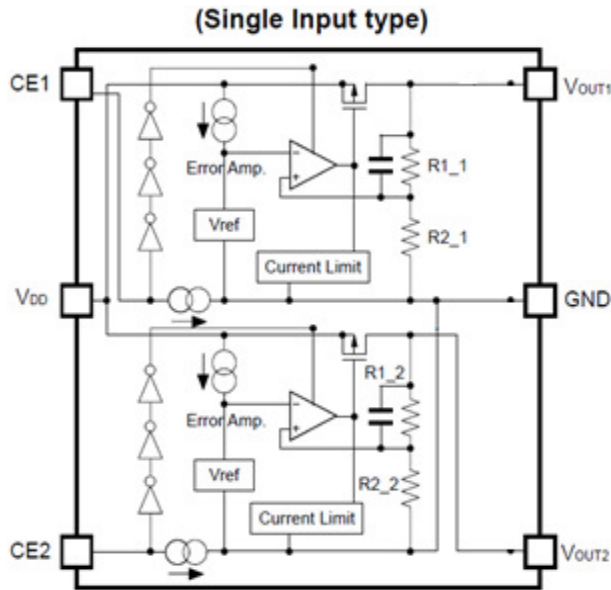 (Single Input type)
CE1
VOUT1
Error Amp.
R1_1
Vref
R2_1
Current Limit
VDD
GND
R1_2
Error Amp.
Vref
R2_2
Current Limit
CE2
VOUT2